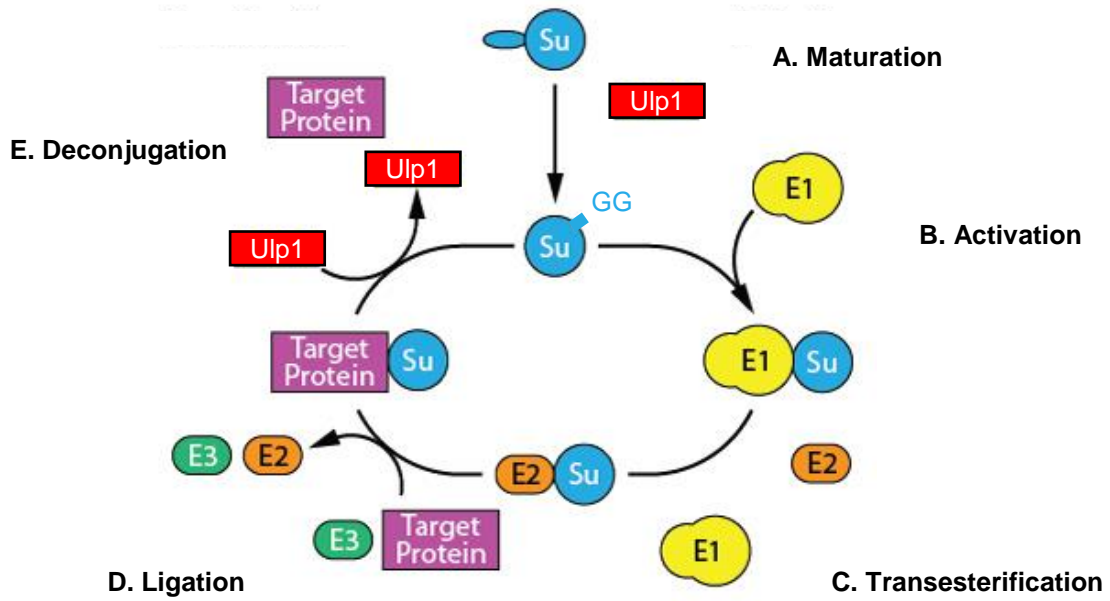 Su
A. Maturation
Ulp1
Target
Protein
E. Deconjugation
Ulp1
E1
GG
Su
B. Activation
Ulp1
Target
Protein
Su
E1
Su
E3
E2
E2
Su
E2
E3
Target
Protein
E1
D. Ligation
C. Transesterification